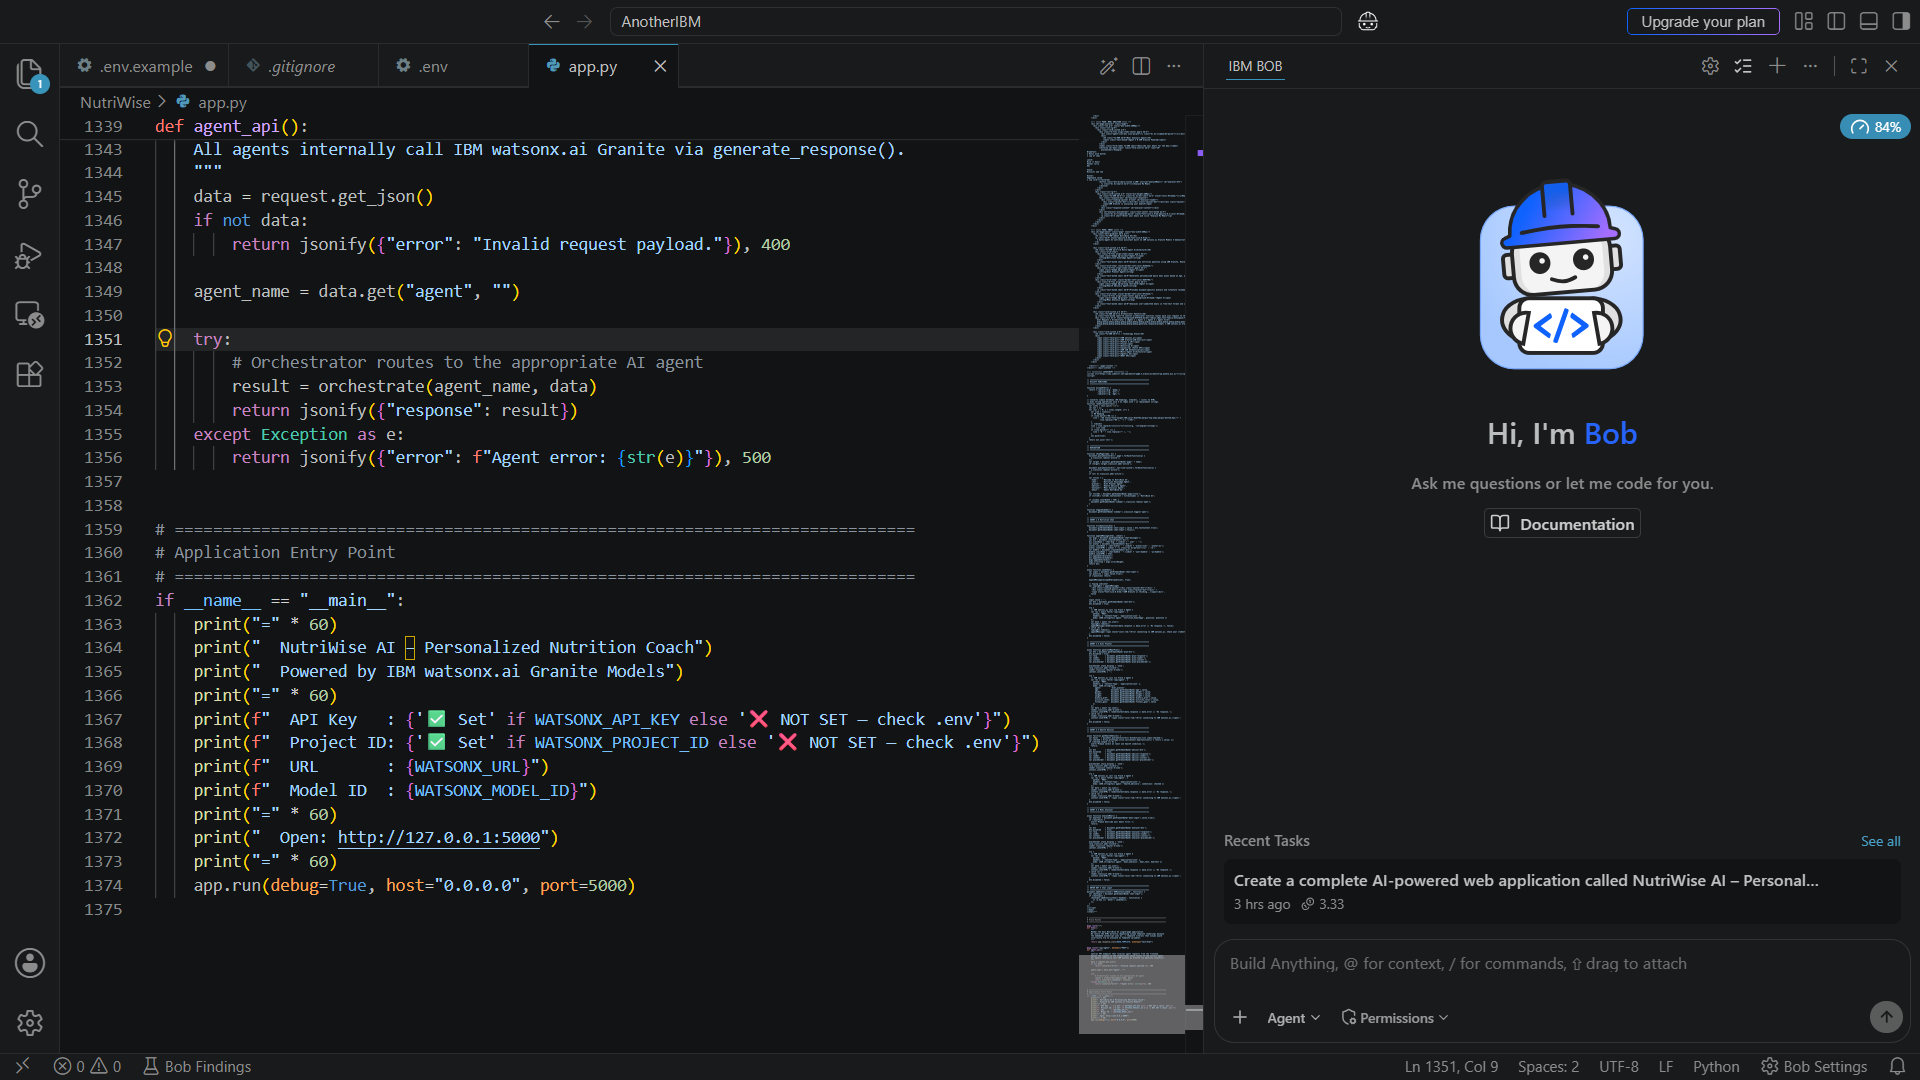 AnotherIBM
Upgrade your plan
.env.example
.gitignore
.env
app.py
IBM BOB
1
NutriWise > app.py
84%
1339 def agent_api():
1343 All agents internally call IBM watsonx.ai Granite via generate_response().
1344 """
1345 data = request.get_json()
1346 if not data:
1347 return jsonify({"error": "Invalid request payload."}), 400
1348
1349 agent_name = data.get("agent", "")
1350
1351 try:
1352 # Orchestrator routes to the appropriate AI agent
1353 result = orchestrate(agent_name, data)
1354 return jsonify({"response": result})
1355 except Exception as e:
1356 return jsonify({"error": f"Agent error: {str(e)}"}), 500
1357
1358
1359 # =============================================================================
1360 # Application Entry Point
1361 # =============================================================================
1362 if __name__ == "__main__":
1363 print("=" * 60)
1364 print("  NutriWise AI – Personalized Nutrition Coach")
1365 print("  Powered by IBM watsonx.ai Granite Models")
1366 print("=" * 60)
1367 print(f"  API Key   : {'✅ Set' if WATSONX_API_KEY else '❌ NOT SET — check .env'}")
1368 print(f"  Project ID: {'✅ Set' if WATSONX_PROJECT_ID else '❌ NOT SET — check .env'}")
1369 print(f"  URL       : {WATSONX_URL}")
1370 print(f"  Model ID  : {WATSONX_MODEL_ID}")
1371 print("=" * 60)
1372 print("  Open: http://127.0.0.1:5000")
1373 print("=" * 60)
1374 app.run(debug=True, host="0.0.0.0", port=5000)
1375
</>
Hi, I'm Bob
Ask me questions or let me code for you.
Documentation
Recent Tasks
See all
Create a complete AI-powered web application called NutriWise AI – Personal...
3 hrs ago 3.33
Build Anything, @ for context, / for commands, ⇧ drag to attach
Agent
Permissions
0 0 Bob Findings
Ln 1351, Col 9
Spaces: 2
UTF-8
LF
Python
Bob Settings